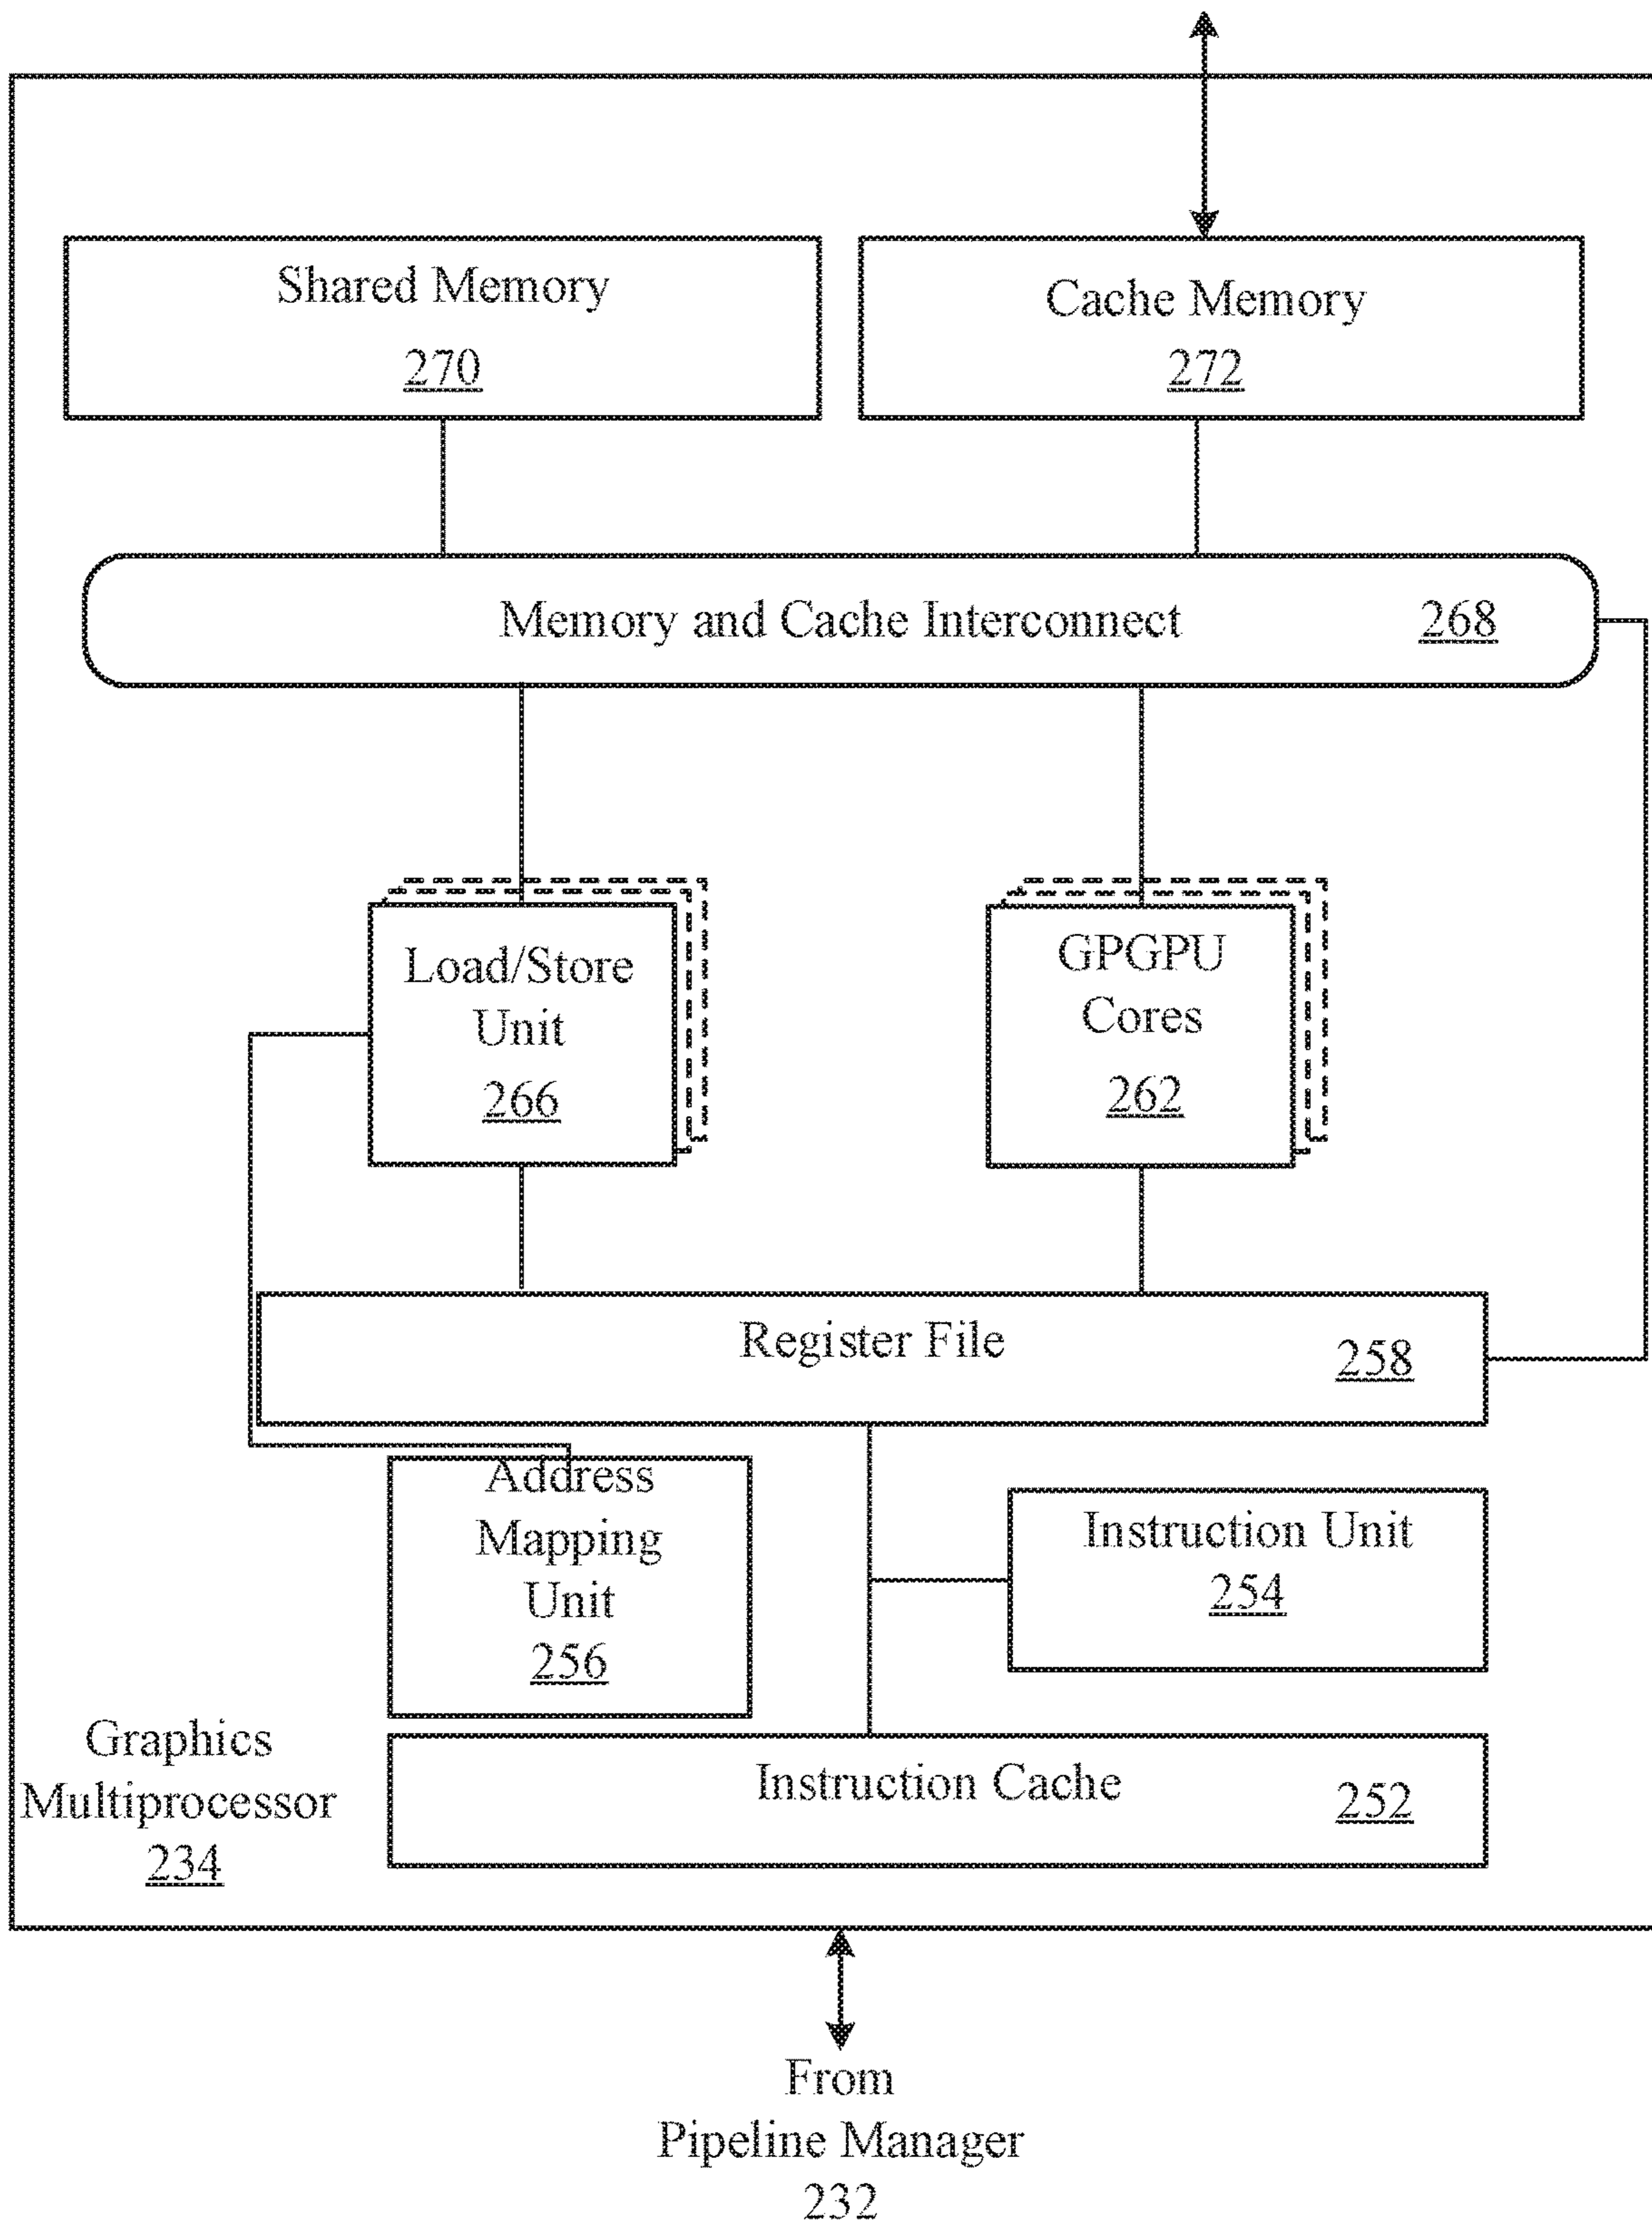 Shared Memory
270
Cache Memory
272
Memory and Cache Interconnect 268
Load/Store
Unit
266
GPGPU
Cores
262
Register File 258
Address
Mapping
Unit
256
Instruction Unit
254
Graphics
Multiprocessor
234
Instruction Cache 252
From
Pipeline Manager
232